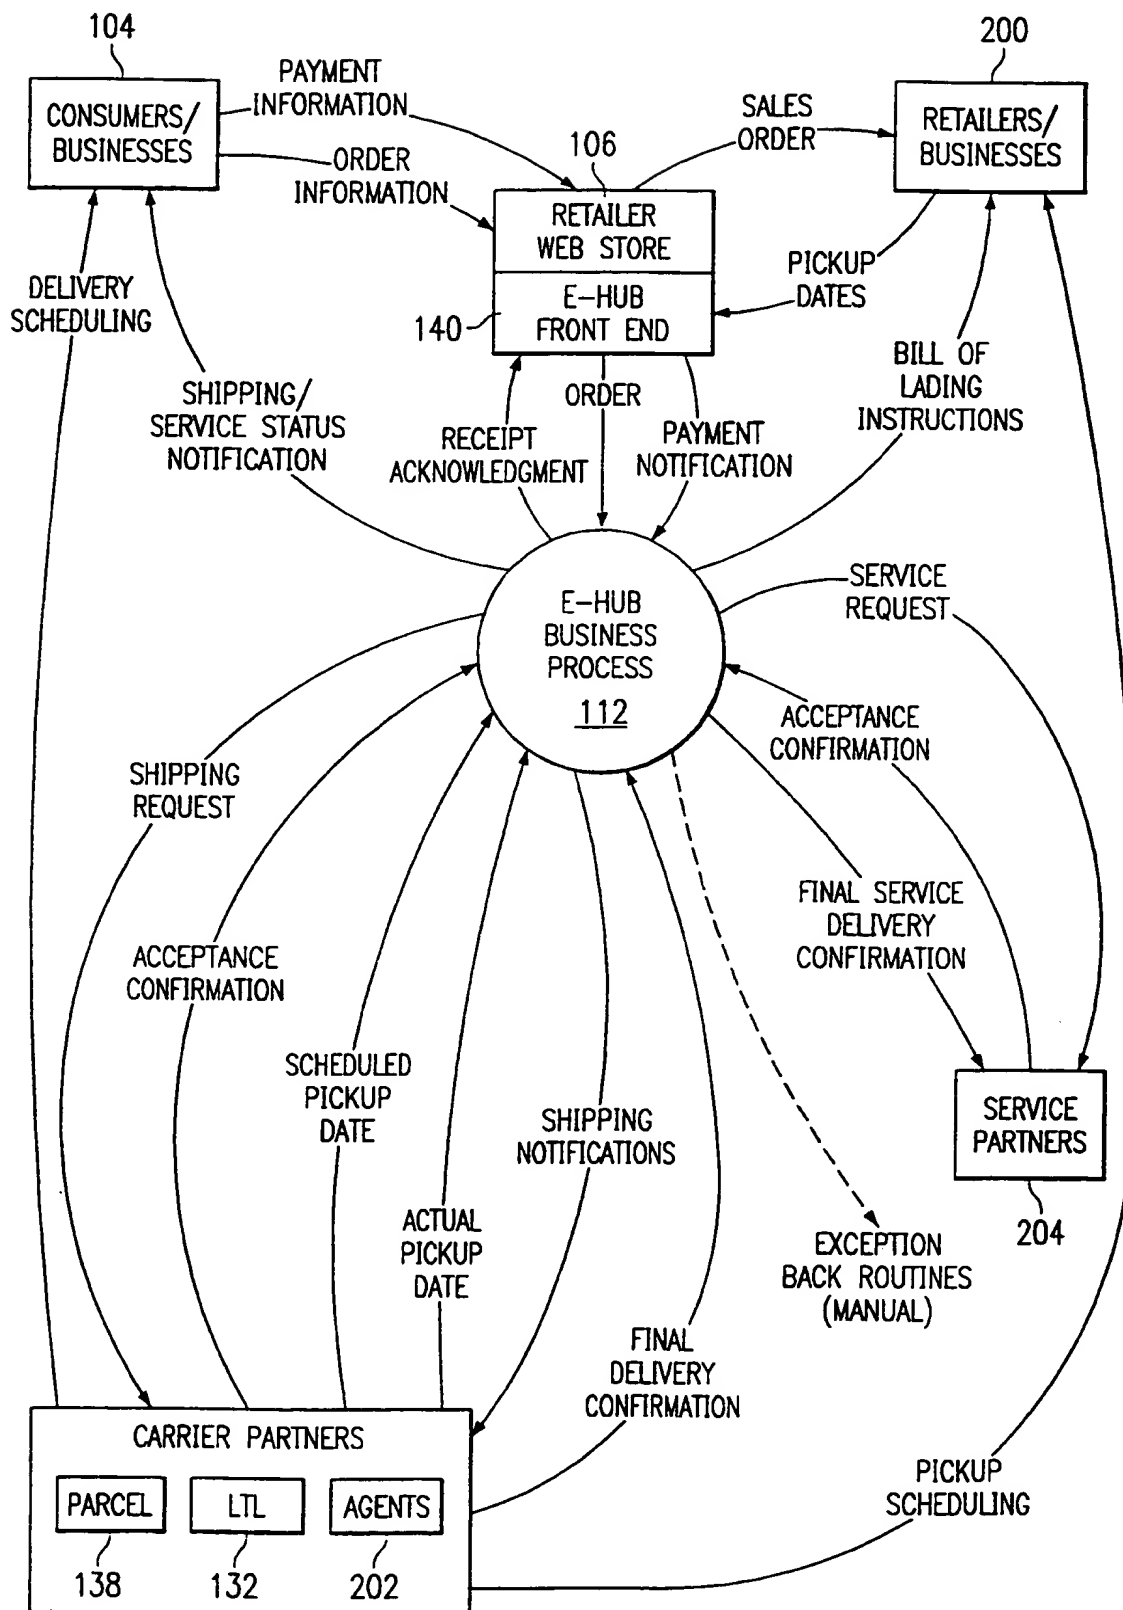 104
200
CONSUMERS/
BUSINESSES
PAYMENT
INFORMATION
ORDER
INFORMATION
SALES
ORDER
RETAILERS/
BUSINESSES
106
RETAILER
WEB STORE
E-HUB
FRONT END
140
PICKUP
DATES
DELIVERY
SCHEDULING
SHIPPING/
SERVICE STATUS
NOTIFICATION
RECEIPT
ACKNOWLEDGMENT
ORDER
PAYMENT
NOTIFICATION
BILL OF
LADING
INSTRUCTIONS
E-HUB
BUSINESS
PROCESS
112
SERVICE
REQUEST
ACCEPTANCE
CONFIRMATION
SHIPPING
REQUEST
FINAL SERVICE
DELIVERY
CONFIRMATION
ACCEPTANCE
CONFIRMATION
SCHEDULED
PICKUP
DATE
SHIPPING
NOTIFICATIONS
SERVICE
PARTNERS
204
ACTUAL
PICKUP
DATE
EXCEPTION
BACK ROUTINES
(MANUAL)
FINAL
DELIVERY
CONFIRMATION
CARRIER PARTNERS
PARCEL
LTL
AGENTS
138
132
202
PICKUP
SCHEDULING